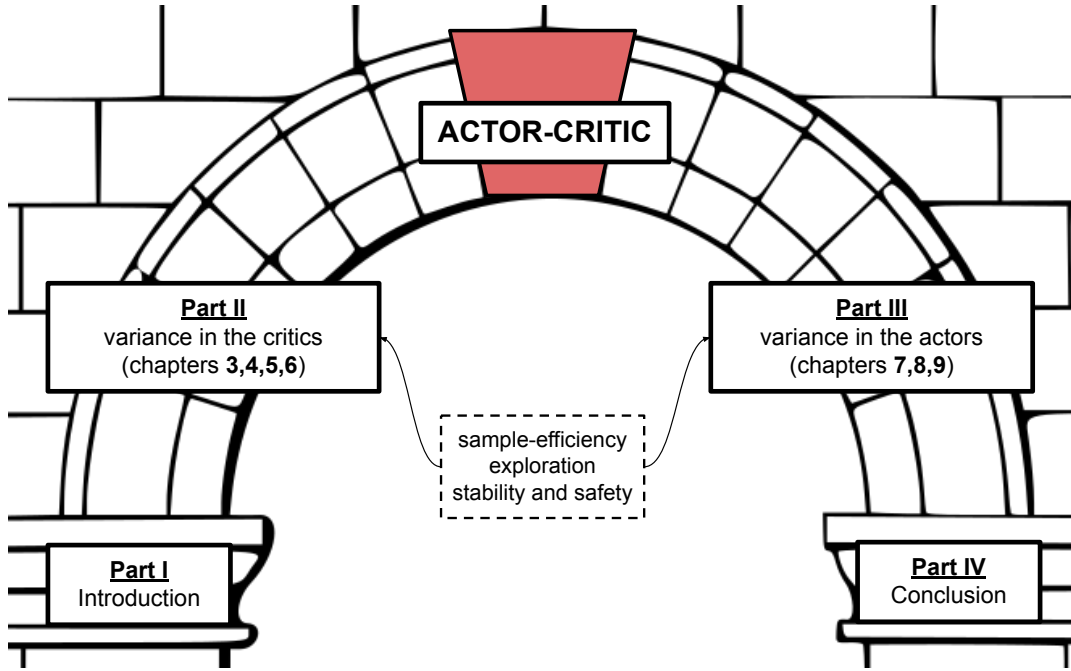 ACTOR-CRITIC
Part II
variance in the critics
(chapters 3,4,5,6)
Part III
variance in the actors
(chapters 7,8,9)
sample-efficiency
exploration
stability and safety
Part I
Introduction
Part IV
Conclusion